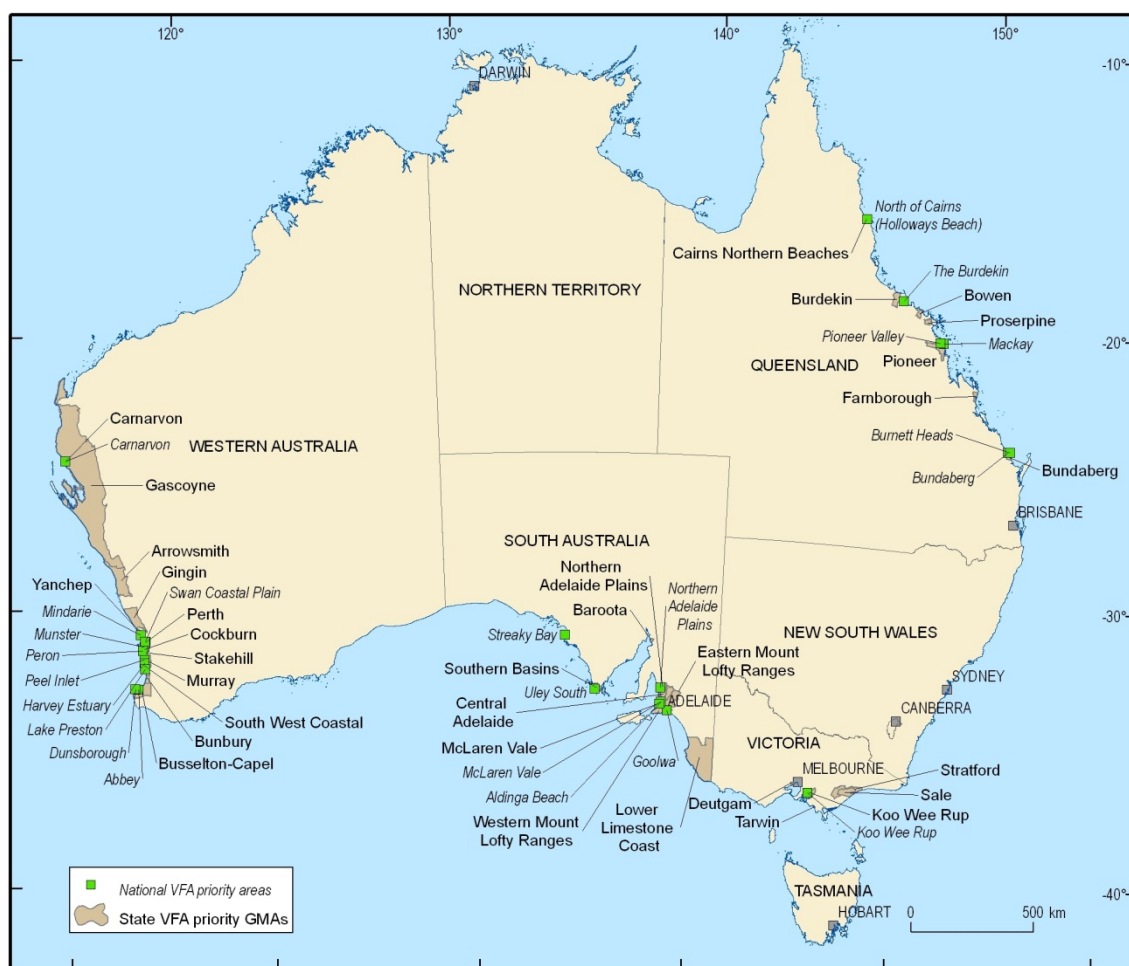 120°
130°
140°
150°
-10°
DARWIN
North of Cairns
(Holloways Beach)
Cairns Northern Beaches
The Burdekin
NORTHERN TERRITORY
Burdekin
Bowen
Proserpine
Pioneer Valley
Mackay
-20°
QUEENSLAND
Pioneer
Farnborough
Carnarvon
Carnarvon
WESTERN AUSTRALIA
Burnett Heads
Bundaberg
Bundaberg
Gascoyne
BRISBANE
SOUTH AUSTRALIA
Arrowsmith
Gingin
Yanchep
Swan Coastal Plain
Mindarie
Perth
Munster
Cockburn
Peron
Stakehill
Peel Inlet
Murray
Harvey Estuary
South West Coastal
Lake Preston
Bunbury
Dunsborough
Busselton-Capel
Abbey
Northern
Adelaide Plains
Northern
Adelaide
Plains
Baroota
-30°
Streaky Bay
NEW SOUTH WALES
Eastern Mount
Lofty Ranges
Southern Basins
Uley South
SYDNEY
Central
Adelaide
ADELAIDE
CANBERRA
McLaren Vale
VICTORIA
McLaren Vale
Goolwa
MELBOURNE
Stratford
Aldinga Beach
Deutgam
Sale
Western Mount
Lofty Ranges
Lower
Limestone
Coast
Tarwin
Koo Wee Rup
Koo Wee Rup
National VFA priority areas
State VFA priority GMAs
TASMANIA
-40°
HOBART
0
500 km